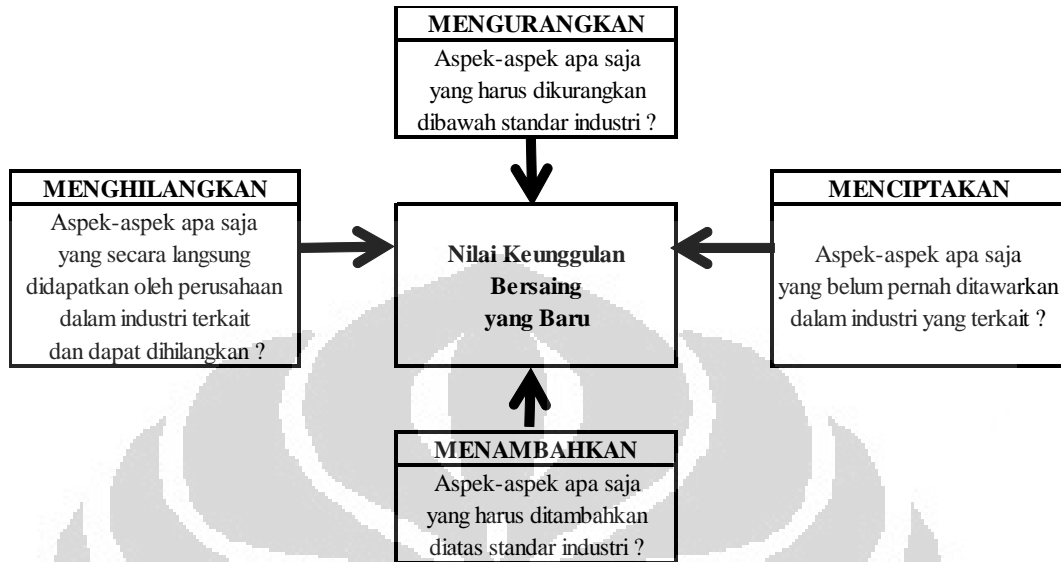 MENGURANGKAN
Aspek-aspek apa saja
yang harus dikurangkan
dibawah standar industri ?
MENGHILANGKAN
Aspek-aspek apa saja
yang secara langsung
didapatkan oleh perusahaan
dalam industri terkait
dan dapat dihilangkan ?
Nilai Keunggulan
Bersaing
yang Baru
MENCIPTAKAN
Aspek-aspek apa saja
yang belum pernah ditawarkan
dalam industri yang terkait ?
MENAMBAHKAN
Aspek-aspek apa saja
yang harus ditambahkan
diatas standar industri ?